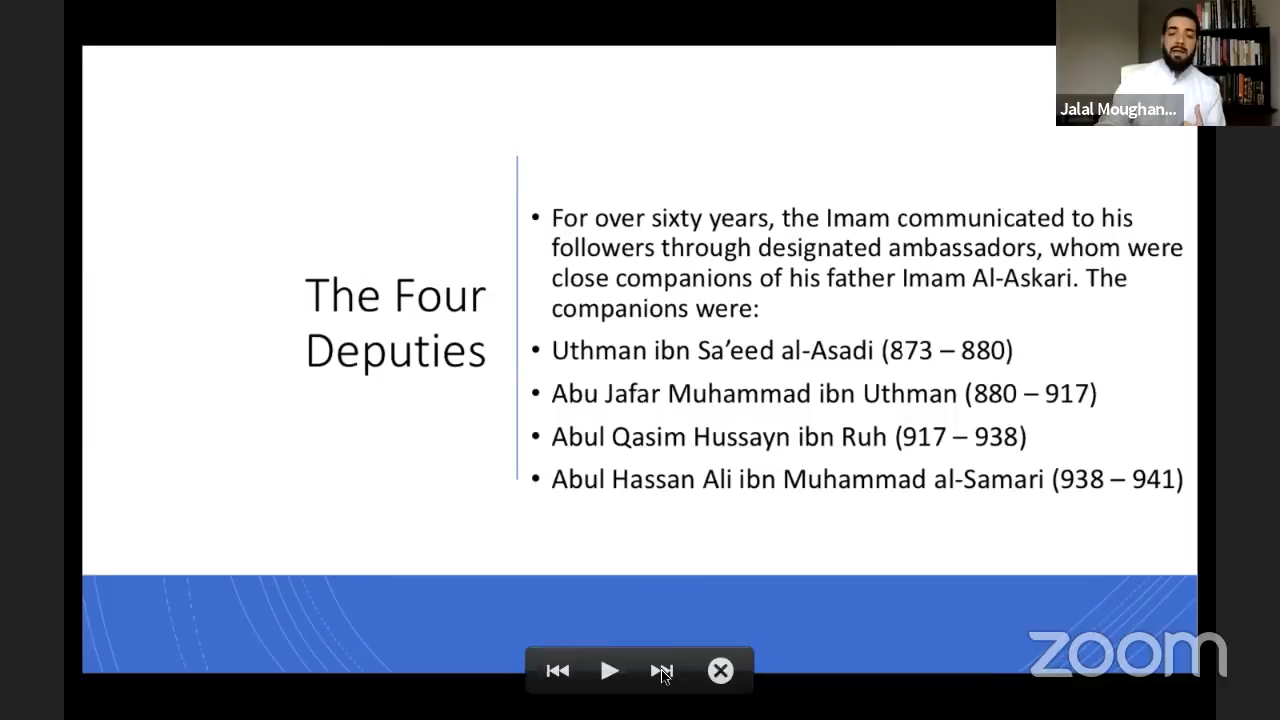 Jalal Moughan...
The Four
Deputies
• For over sixty years, the Imam communicated to his
followers through designated ambassadors, whom were
close companions of his father Imam Al-Askari. The
companions were:
• Uthman ibn Sa’eed al-Asadi (873 – 880)
• Abu Jafar Muhammad ibn Uthman (880 – 917)
• Abul Qasim Hussayn ibn Ruh (917 – 938)
• Abul Hassan Ali ibn Muhammad al-Samari (938 – 941)
zoom